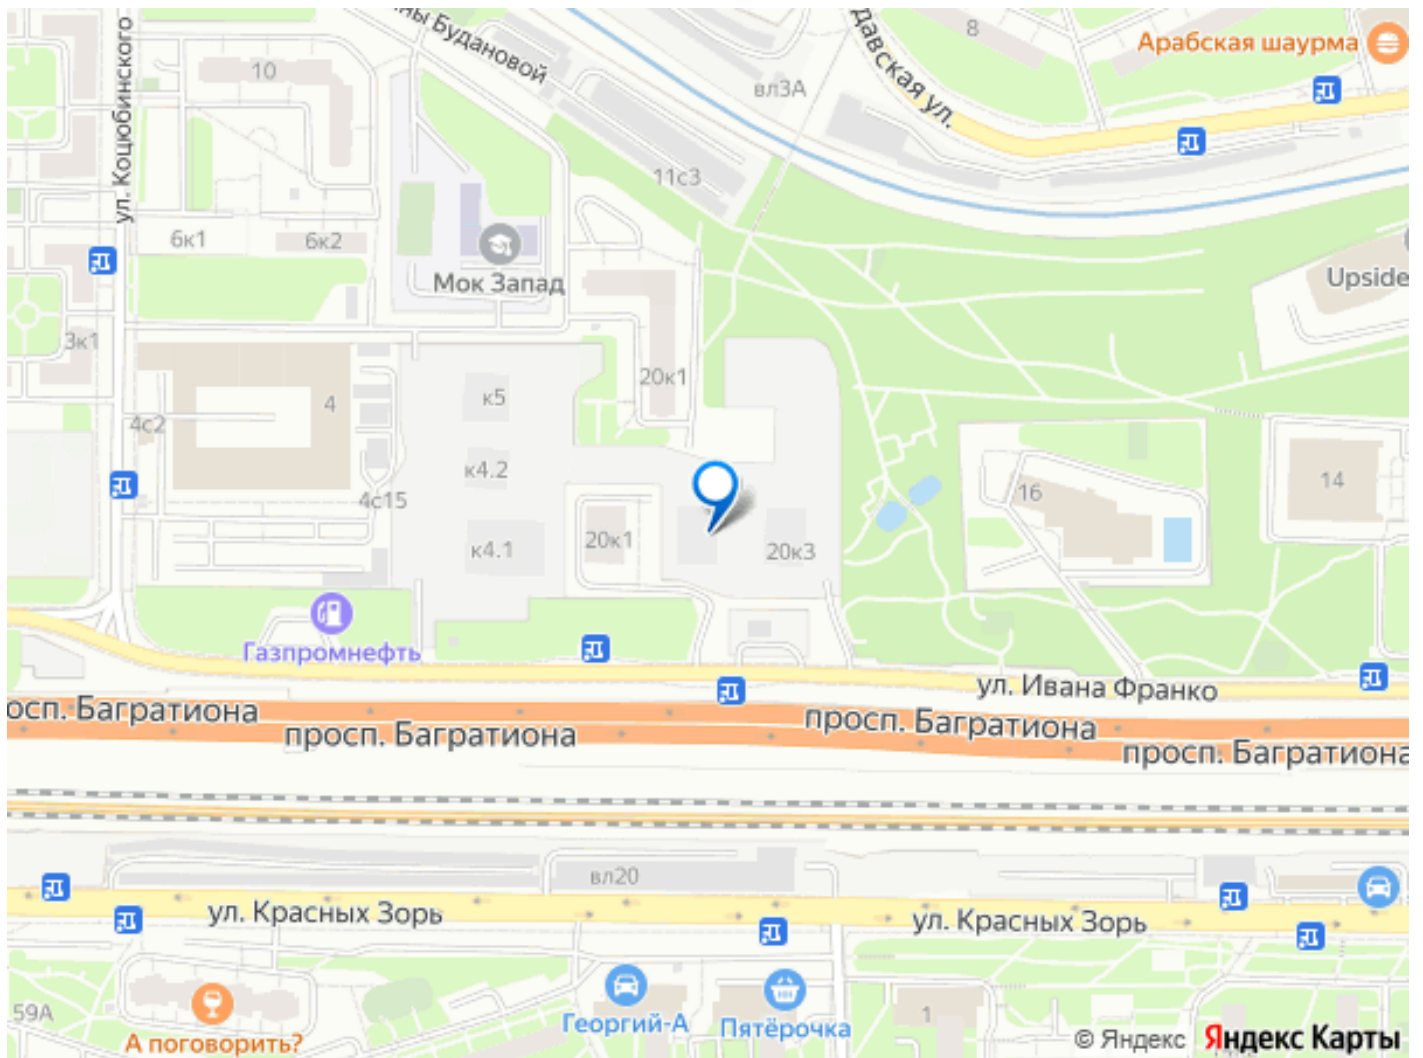 ны Будановой
давская ул.
8
Арабская шаурма
ул. Коцюбинского
10
вл3А
11с3
6к1
6к2
Мок Запад
Upside
3к1
20к1
к5
4
4с2
к4.2
4с15
16
14
к4.1
20к1
20к3
Газпромнефть
ул. Ивана Франко
осп. Багратиона
просп. Багратиона
просп. Багратиона
просп. Багратиона
вл20
ул. Красных Зорь
ул. Красных Зорь
59А
А поговорить?
Георгий-А
Пятёрочка
1
© Яндекс Яндекс Карты